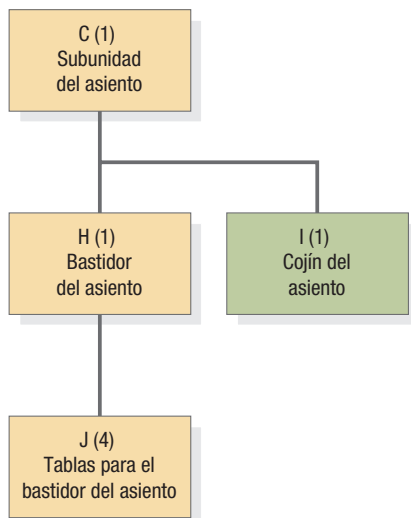 C (1)
Subunidad
del asiento
H (1)
Bastidor
del asiento
I (1)
Cojín del
asiento
J (4)
Tablas para el
bastidor del asiento